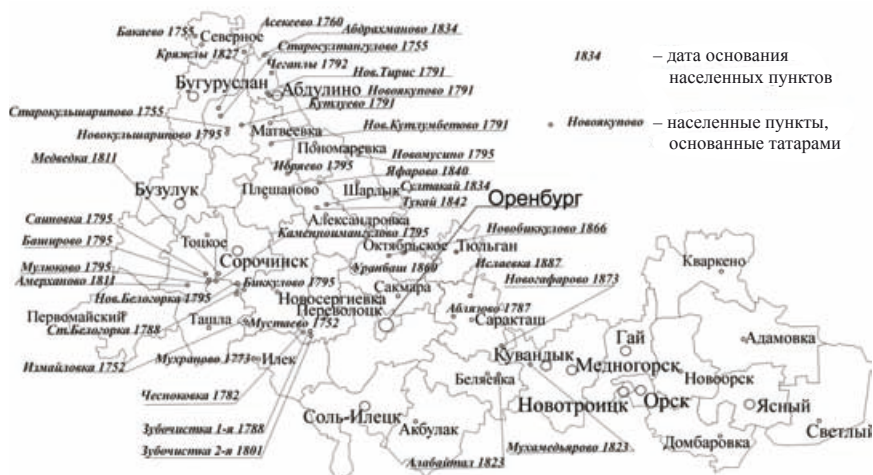 Асекеево 1760
Бакаево 1755
Северное
Абдрахманово 1834
Старосултангулово 1755
Кряжлы 1827
Чеганлы 1792
Нов.Тирис 1791
Бугуруслан
Абдулино
Новоякупово 1791
Кутлуево 1791
Старокульшарипово 1755
Нов.Кутлумбетово 1791
Матвеевка
Новокульшарипово 1795
Пономаревка
Новомусино 1795
Медведка 1811
Ибряево 1795
Яфарово 1840
Плешаново
Шарлык
Султакай 1834
Бузулук
Тукай 1842
Оренбург
Александровка
Новобиккулово 1866
Саиновка 1795
Каменноимангулово 1795
Тоцкое
Октябрьское
Тюльган
Баширово 1795
Сорочинск
Уранбаш 1860
Ислаевка 1887
Кваркено
Мулюково 1795
Биккулово 1795
Новогафарово 1873
Амерханово 1811
Сакмара
Нов.Белогорка 1795
Новосергиевка
Аблязово 1787
Первомайский
Переволоцк
Ст.Белогорка 1788
Ташла
Мустаево 1752
Саракташ
Гай
Адамовка
Измайловка 1752
Мухраново 1773
Илек
Кувандык
Медногорск
Беляевка
Новоорск
Чесноковка 1782
Соль-Илецк
Новотроицк
Орск
Ясный
Зубочистка 1-я 1788
Акбулак
Светлый
Зубочистка 2-я 1801
Мухамедьярово 1823
Домбаровка
Алабайтал 1823
1834 – дата основания
населенных пунктов
Новоякупово – населенные пункты,
основанные татарами